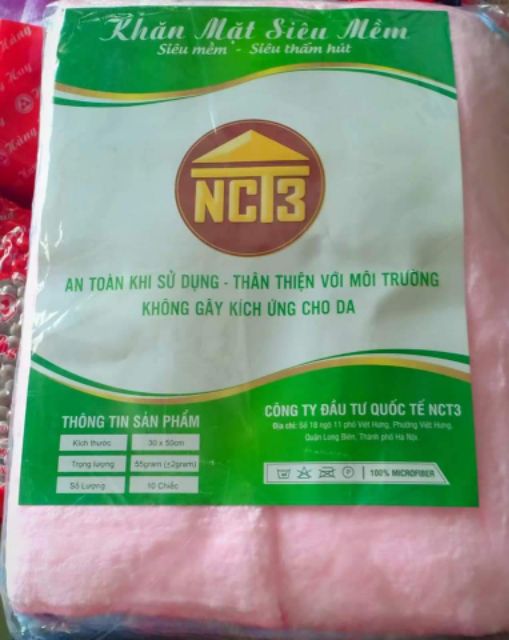 Khăn Mặt Siêu Mềm
Siêu mềm - Siêu thấm hút
NCT3
AN TOÀN KHI SỬ DỤNG - THÂN THIỆN VỚI MÔI TRƯỜNG
KHÔNG GÂY KÍCH ỨNG CHO DA
THÔNG TIN SẢN PHẨM
Kích thước 30 x 50cm
Trọng lượng 55gram (±2gram)
Số Lượng 10 Chiếc
CÔNG TY ĐẦU TƯ QUỐC TẾ NCT3
Địa chỉ: Số 18 ngõ 11 phố Việt Hưng, Phường Việt Hưng,
Quận Long Biên, Thành phố Hà Nội.
100% MICROFIBER